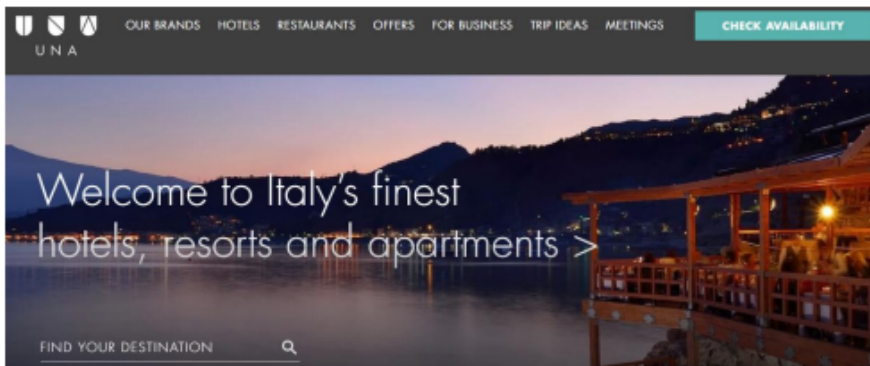 UNA
OUR BRANDS HOTELS RESTAURANTS OFFERS FOR BUSINESS TRIP IDEAS MEETINGS CHECK AVAILABILITY
UNA
Welcome to Italy's finest
hotels, resorts and apartments >
FIND YOUR DESTINATION